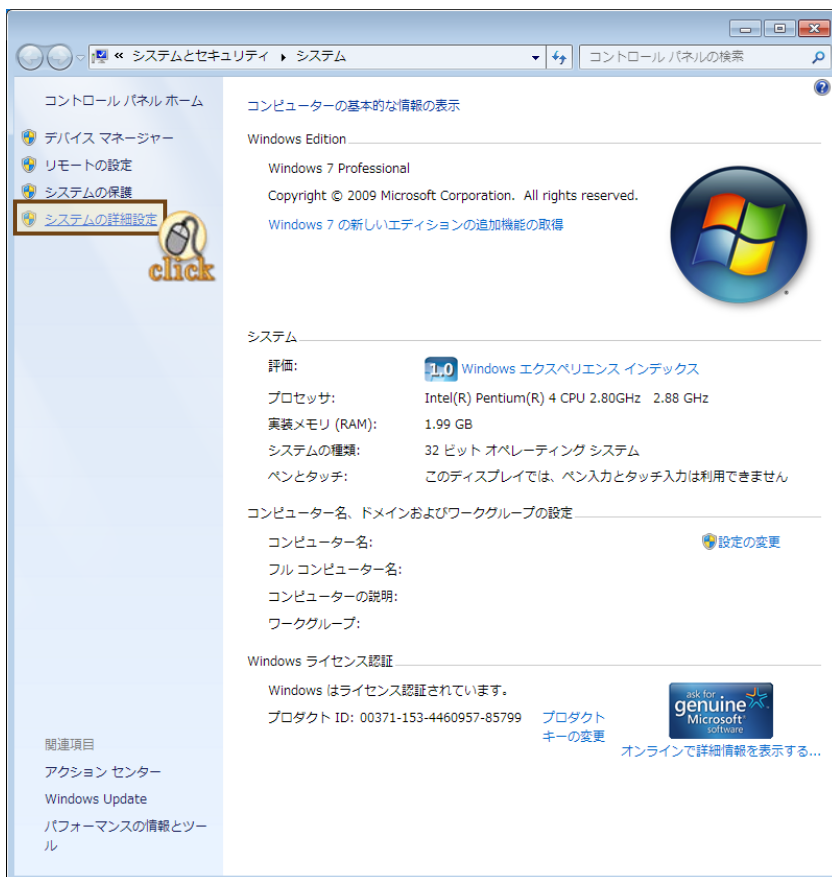 システムとセキュリティ システム
コントロール パネルの検索
コントロール パネル ホーム
デバイス マネージャー
リモートの設定
システムの保護
システムの詳細設定
click
コンピューターの基本的な情報の表示
Windows Edition
Windows 7 Professional
Copyright © 2009 Microsoft Corporation. All rights reserved.
Windows 7 の新しいエディションの追加機能の取得
システム
評価: 1.0 Windows エクスペリエンス インデックス
プロセッサ: Intel(R) Pentium(R) 4 CPU 2.80GHz 2.88 GHz
実装メモリ (RAM): 1.99 GB
システムの種類: 32 ビット オペレーティング システム
ペンとタッチ: このディスプレイでは、ペン入力とタッチ入力は利用できません
コンピューター名、ドメインおよびワークグループの設定
コンピューター名: 設定の変更
フル コンピューター名:
コンピューターの説明:
ワークグループ:
Windows ライセンス認証
Windows はライセンス認証されています。
プロダクト ID: 00371-153-4460957-85799 プロダクト
キーの変更
ask for
genuine
Microsoft
software
オンラインで詳細情報を表示する...
関連項目
アクション センター
Windows Update
パフォーマンスの情報とツー
ル